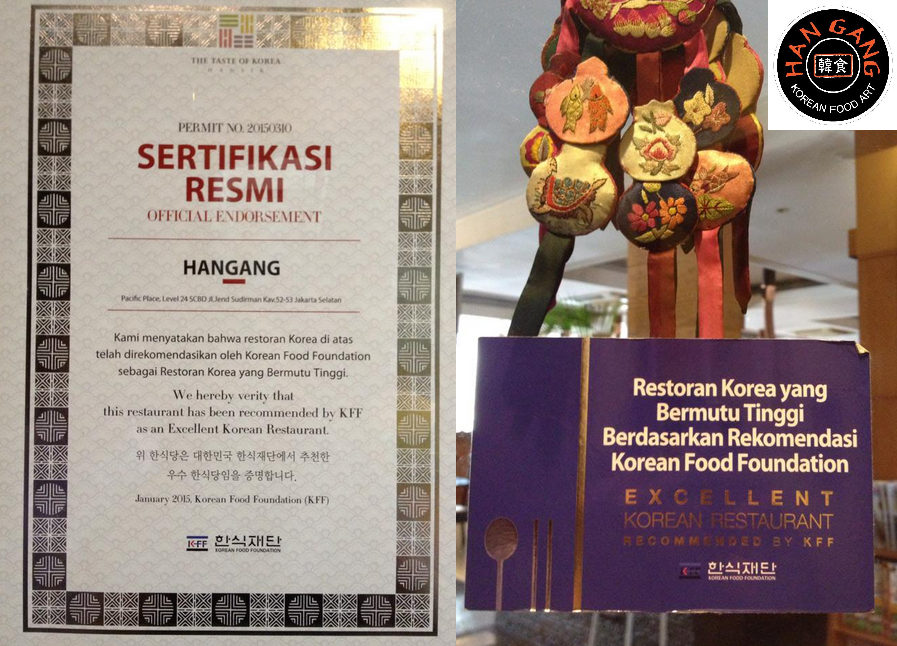 THE TASTE OF KOREA
PERMIT NO. 20150310
SERTIFIKASI
RESMI
OFFICIAL ENDORSEMENT
HANGANG
Pacific Place, Level 24 SCBD Jl.Jend Sudirman Kav.52-53 Jakarta Selatan
Kami menyatakan bahwa restoran Korea di atas
telah direkomendasikan oleh Korean Food Foundation
sebagai Restoran Korea yang Bermutu Tinggi.
We hereby verity that
this restaurant has been recommended by KFF
as an Excellent Korean Restaurant.
위 한식당은 대한민국 한식재단에서 추천한
우수 한식당임을 증명합니다.
January 2015, Korean Food Foundation (KFF)
KFF 한식재단
KOREAN FOOD FOUNDATION
HAN GANG
韓食
KOREAN FOOD ART
Restoran Korea yang
Bermutu Tinggi
Berdasarkan Rekomendasi
Korean Food Foundation
EXCELLENT
KOREAN RESTAURANT
RECOMMENDED BY KFF
한식재단
KOREAN FOOD FOUNDATION